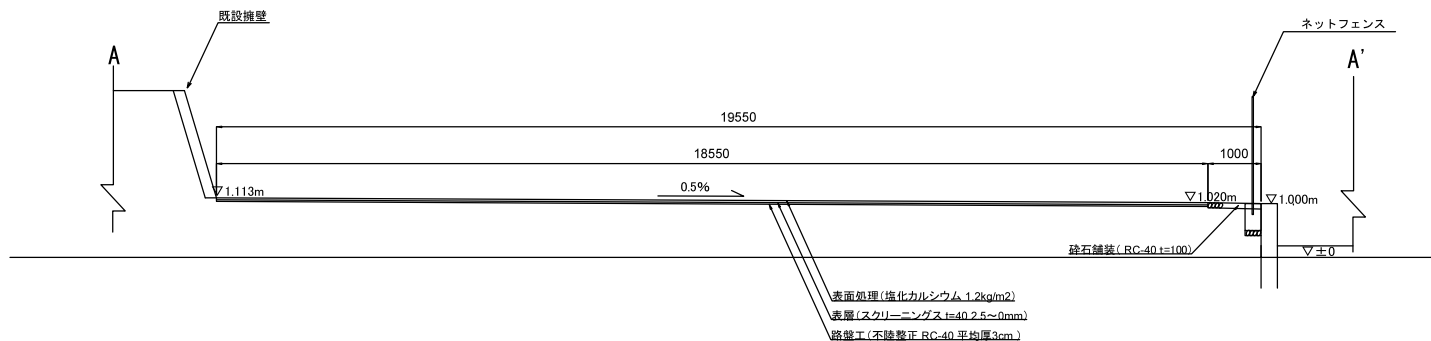 既設擁壁
ネットフェンス
A
A'
19550
18550
1000
▽1.113m
0.5%
▽1.020m
▽1.000m
砕石舗装(RC-40 t=100)
▽±0
表面処理(塩化カルシウム 1.2kg/m2)
表層(スクリーニングス t=40 2.5～0mm)
路盤工(不陸整正 RC-40 平均厚3cm )